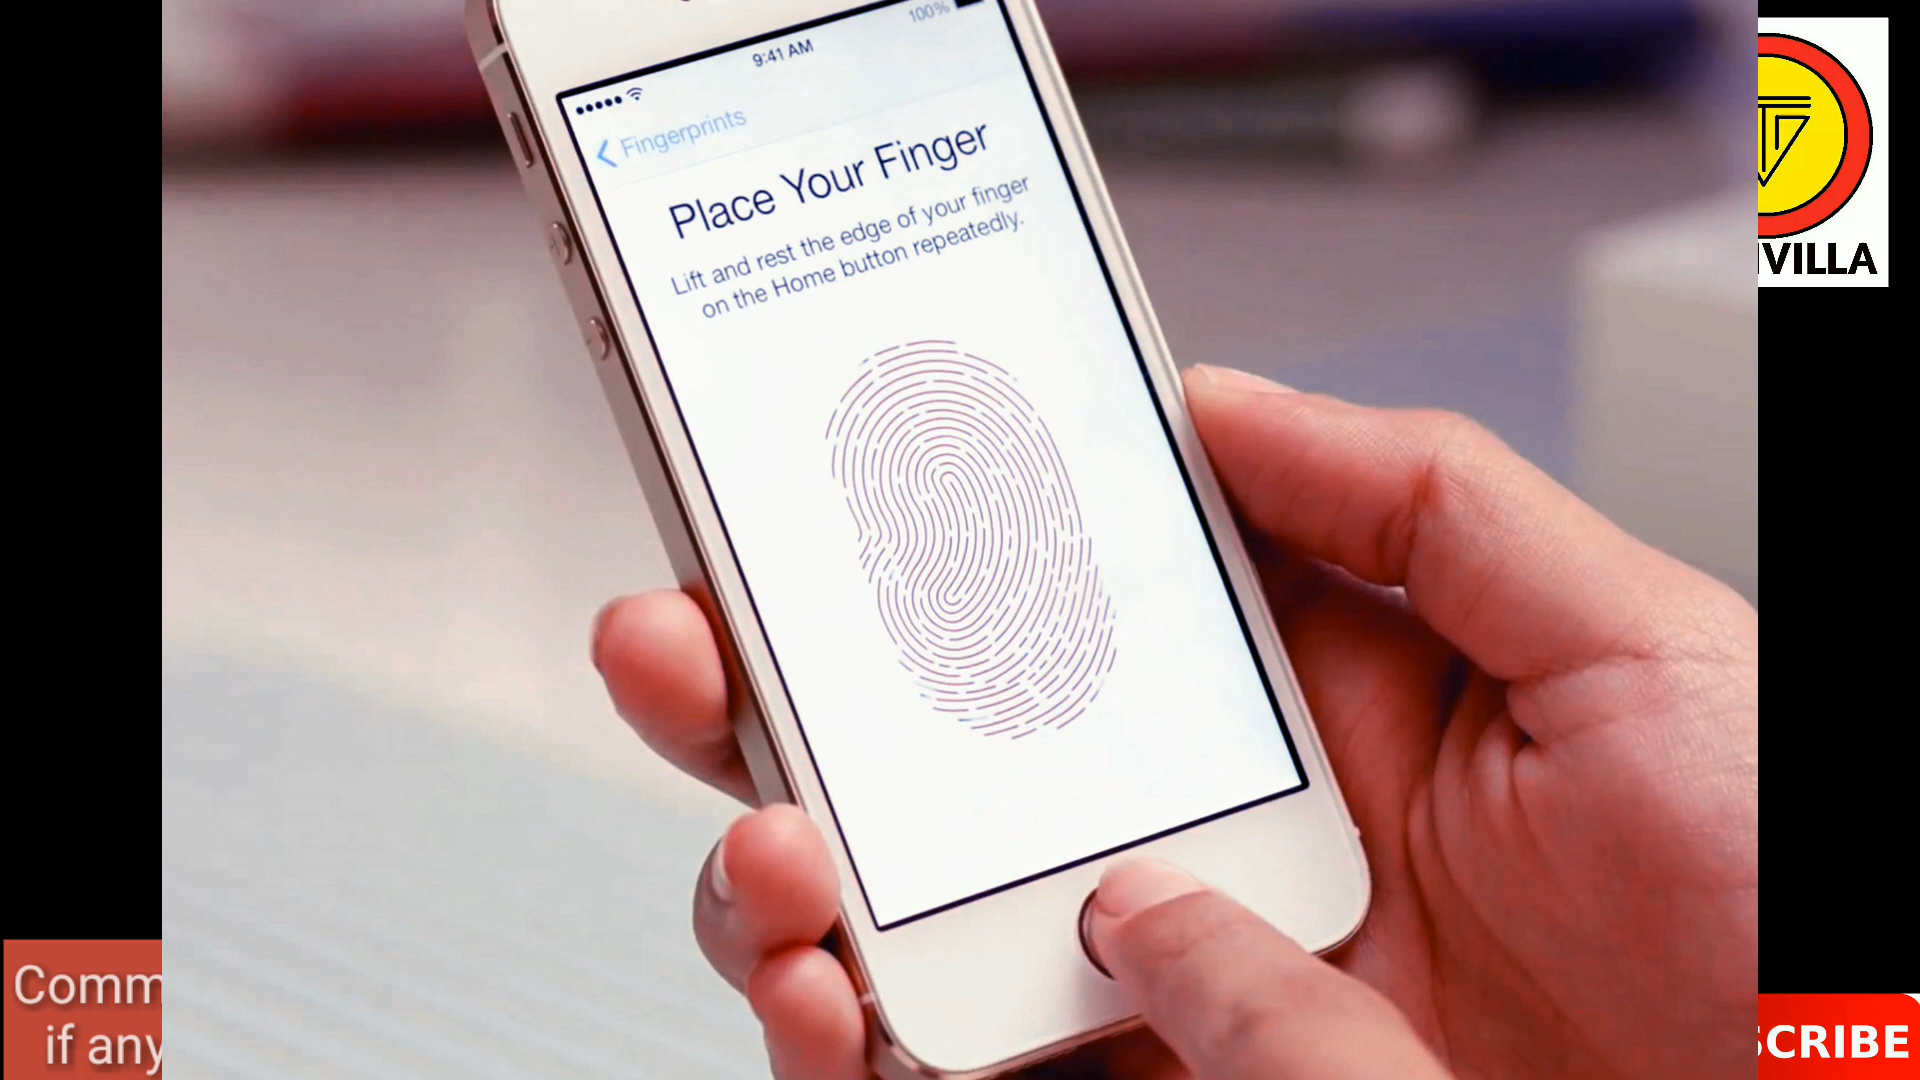 100%
9:41 AM
Fingerprints
Place Your Finger
Lift and rest the edge of your finger
on the Home button repeatedly.
VILLA
Comm
if any
SCRIBE